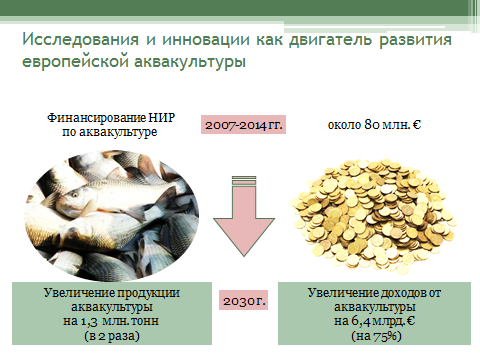 Исследования и инновации как двигатель развития
европейской аквакультуры
Финансирование НИР
по аквакультуре
2007-2014 гг.
около 80 млн. €
Увеличение продукции
аквакультуры
на 1,3 млн. тонн
(в 2 раза)
2030 г.
Увеличение доходов от
аквакультуры
на 6,4 млрд. €
(на 75%)